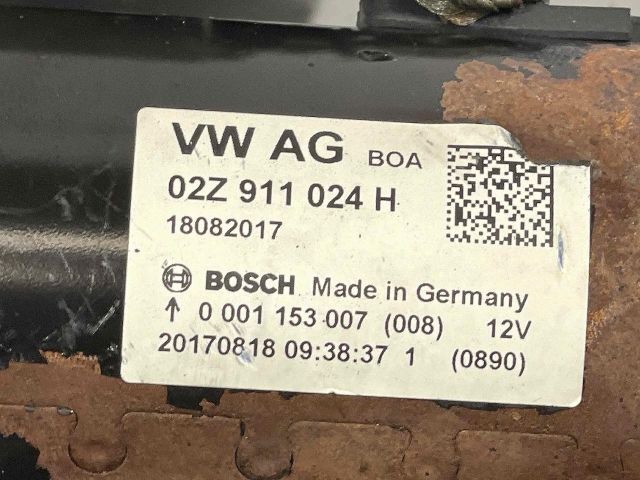 VW AG BOA
02Z 911 024 H
18082017
BOSCH Made in Germany
↑ 0 001 153 007 (008) 12V
20170818 09:38:37 1 (0890)